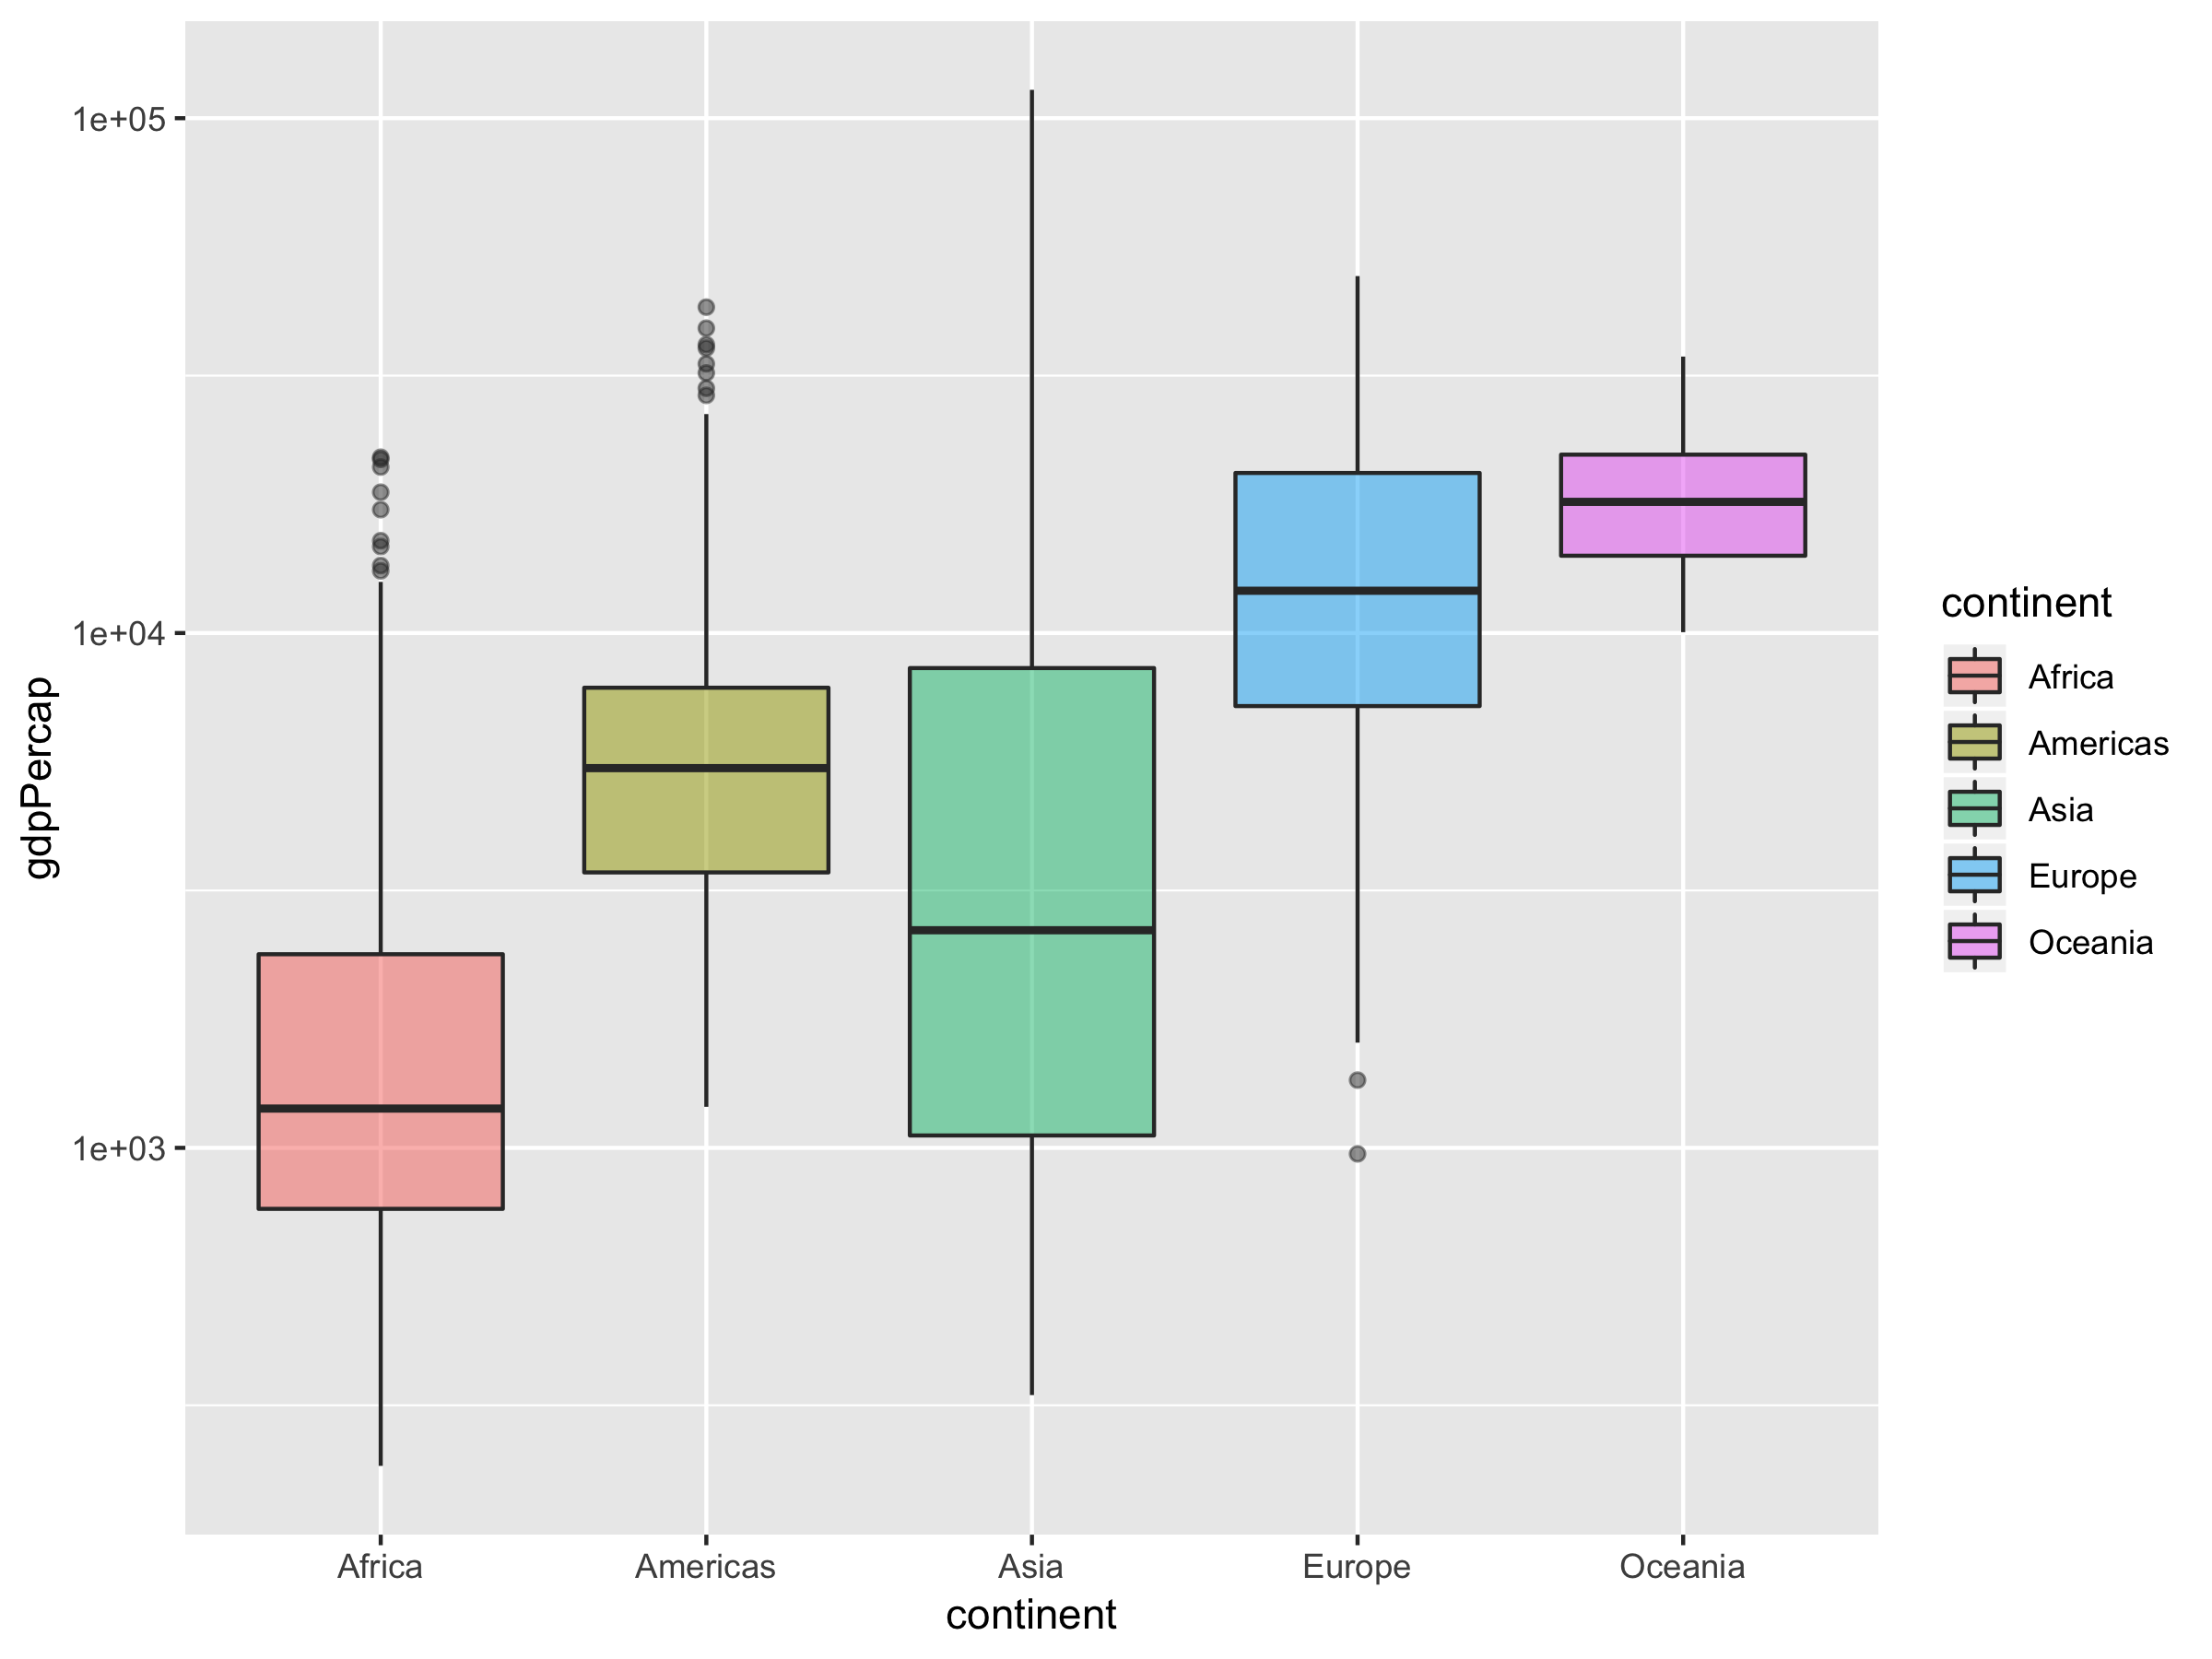 gdpPercap
1e+05
1e+04
1e+03
Africa
Americas
Asia
Europe
Oceania
continent
continent
Africa
Americas
Asia
Europe
Oceania